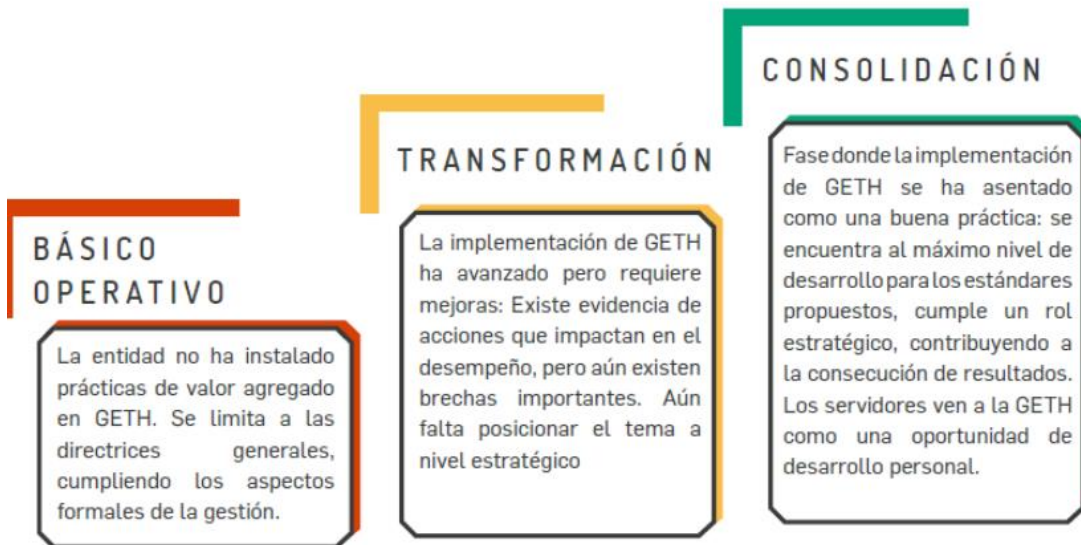 BÁSICO
OPERATIVO
La entidad no ha instalado
prácticas de valor agregado
en GETH. Se limita a las
directrices generales,
cumpliendo los aspectos
formales de la gestión.
TRANSFORMACIÓN
La implementación de GETH
ha avanzado pero requiere
mejoras: Existe evidencia de
acciones que impactan en el
desempeño, pero aún existen
brechas importantes. Aún
falta posicionar el tema a
nivel estratégico
CONSOLIDACIÓN
Fase donde la implementación
de GETH se ha asentado
como una buena práctica: se
encuentra al máximo nivel de
desarrollo para los estándares
propuestos, cumple un rol
estratégico, contribuyendo a
la consecución de resultados.
Los servidores ven a la GETH
como una oportunidad de
desarrollo personal.